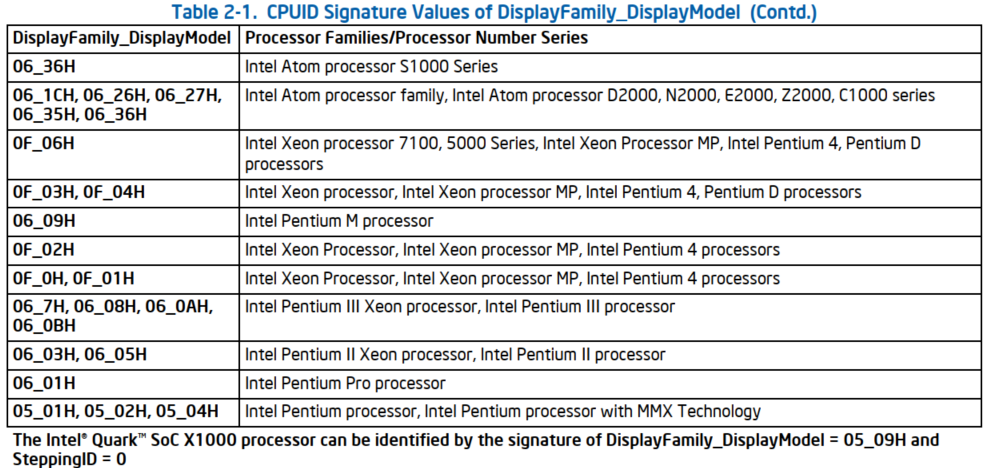 Table 2-1. CPUID Signature Values of DisplayFamily_DisplayModel (Contd.)
DisplayFamily_DisplayModel Processor Families/Processor Number Series
06_36H Intel Atom processor S1000 Series
06_1CH, 06_26H, 06_27H, Intel Atom processor family, Intel Atom processor D2000, N2000, E2000, Z2000, C1000 series
06_35H, 06_36H
0F_06H Intel Xeon processor 7100, 5000 Series, Intel Xeon Processor MP, Intel Pentium 4, Pentium D
processors
0F_03H, 0F_04H Intel Xeon processor, Intel Xeon processor MP, Intel Pentium 4, Pentium D processors
06_09H Intel Pentium M processor
0F_02H Intel Xeon Processor, Intel Xeon processor MP, Intel Pentium 4 processors
0F_0H, 0F_01H Intel Xeon Processor, Intel Xeon processor MP, Intel Pentium 4 processors
06_7H, 06_08H, 06_0AH, Intel Pentium III Xeon processor, Intel Pentium III processor
06_0BH
06_03H, 06_05H Intel Pentium II Xeon processor, Intel Pentium II processor
06_01H Intel Pentium Pro processor
05_01H, 05_02H, 05_04H Intel Pentium processor, Intel Pentium processor with MMX Technology
The Intel® Quark™ SoC X1000 processor can be identified by the signature of DisplayFamily_DisplayModel = 05_09H and
SteppingID = 0